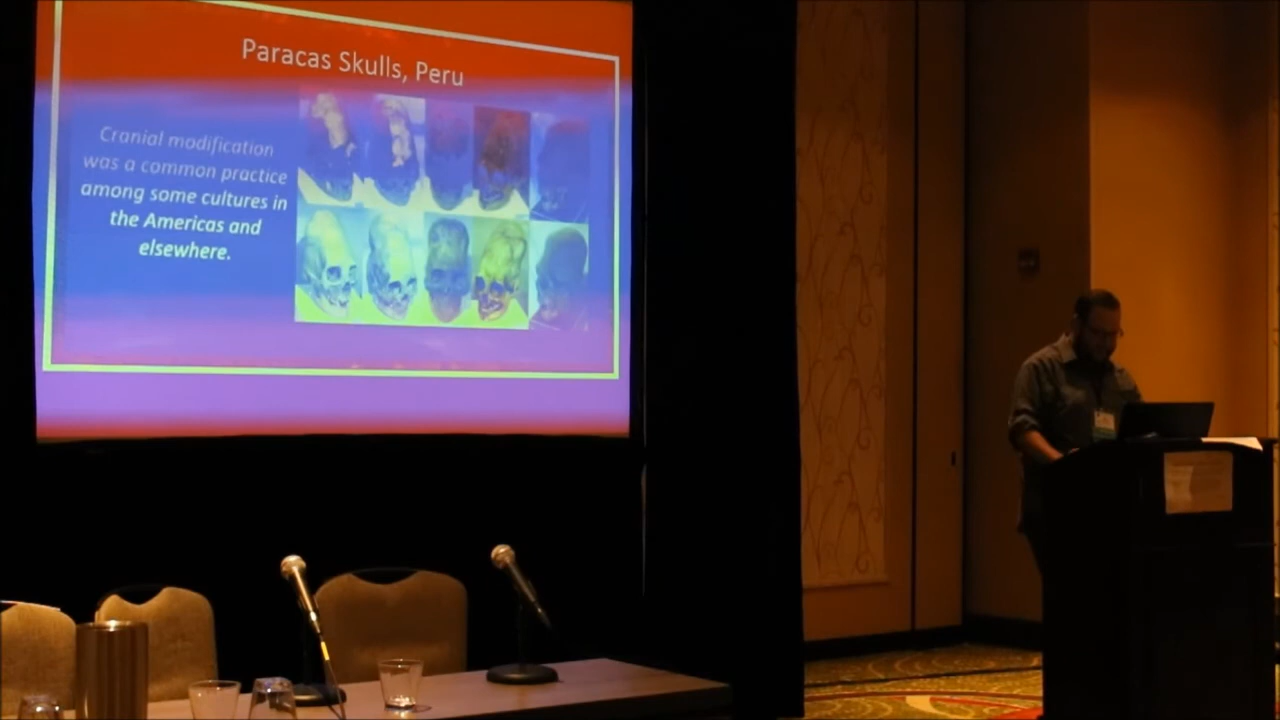 Paracas Skulls, Peru
Cranial modification
was a common practice
among some cultures in
the Americas and
elsewhere.